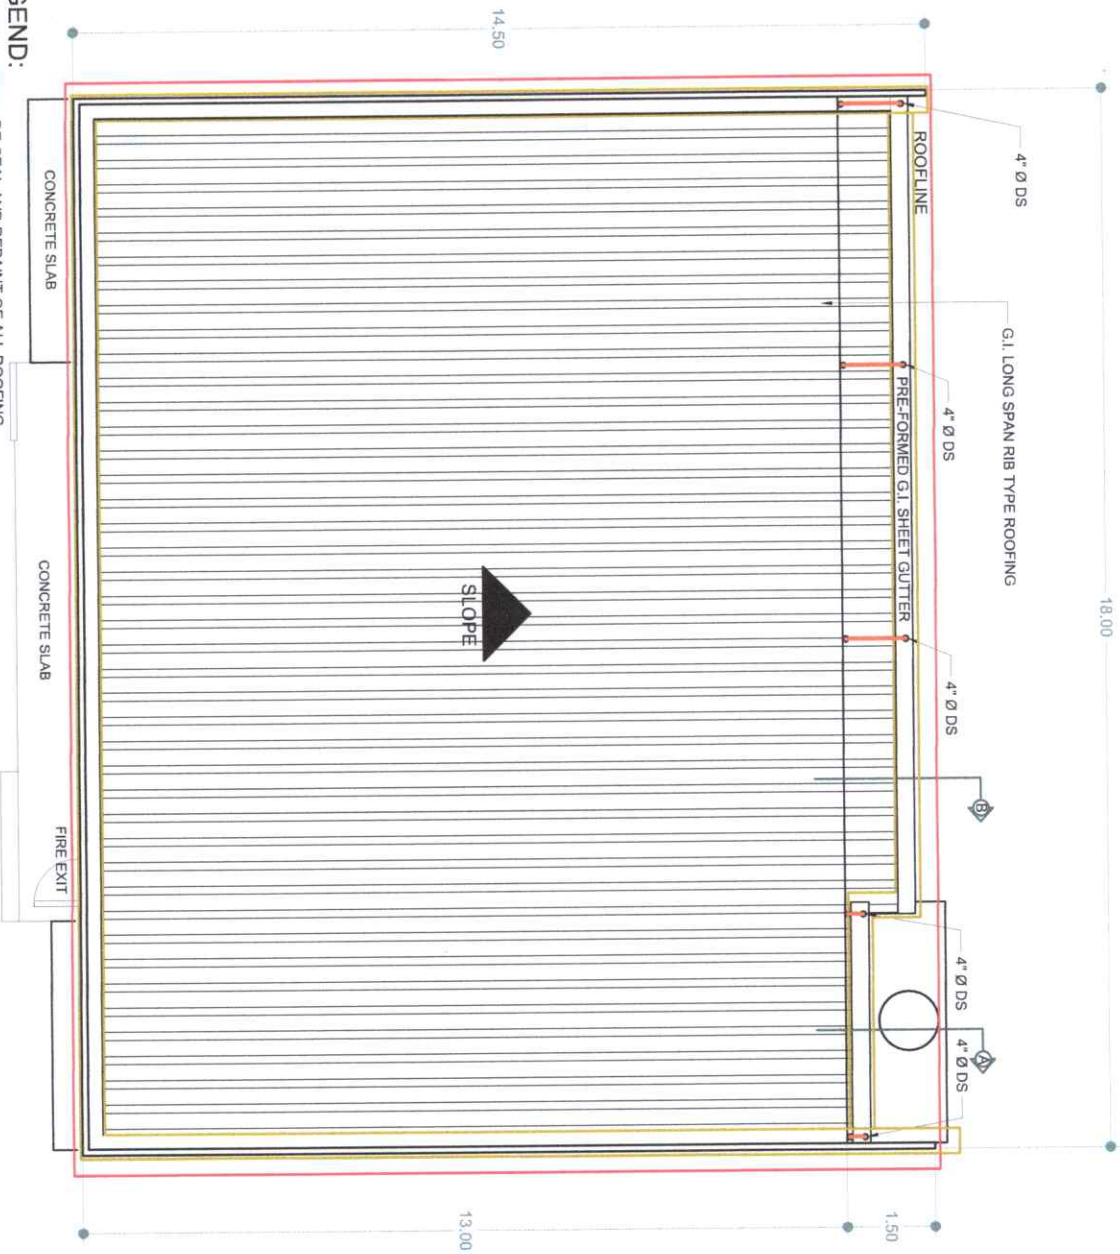 18.00
14.50
4" Ø DS
ROOFLINE
G.I. LONG SPAN RIB TYPE ROOFING
4" Ø DS
PRE-FORMED G.I. SHEET GUTTER
4" Ø DS
B
4" Ø DS
A
4" Ø DS
SLOPE
1.50
13.00
CONCRETE SLAB
CONCRETE SLAB
FIRE EXIT
GEND: